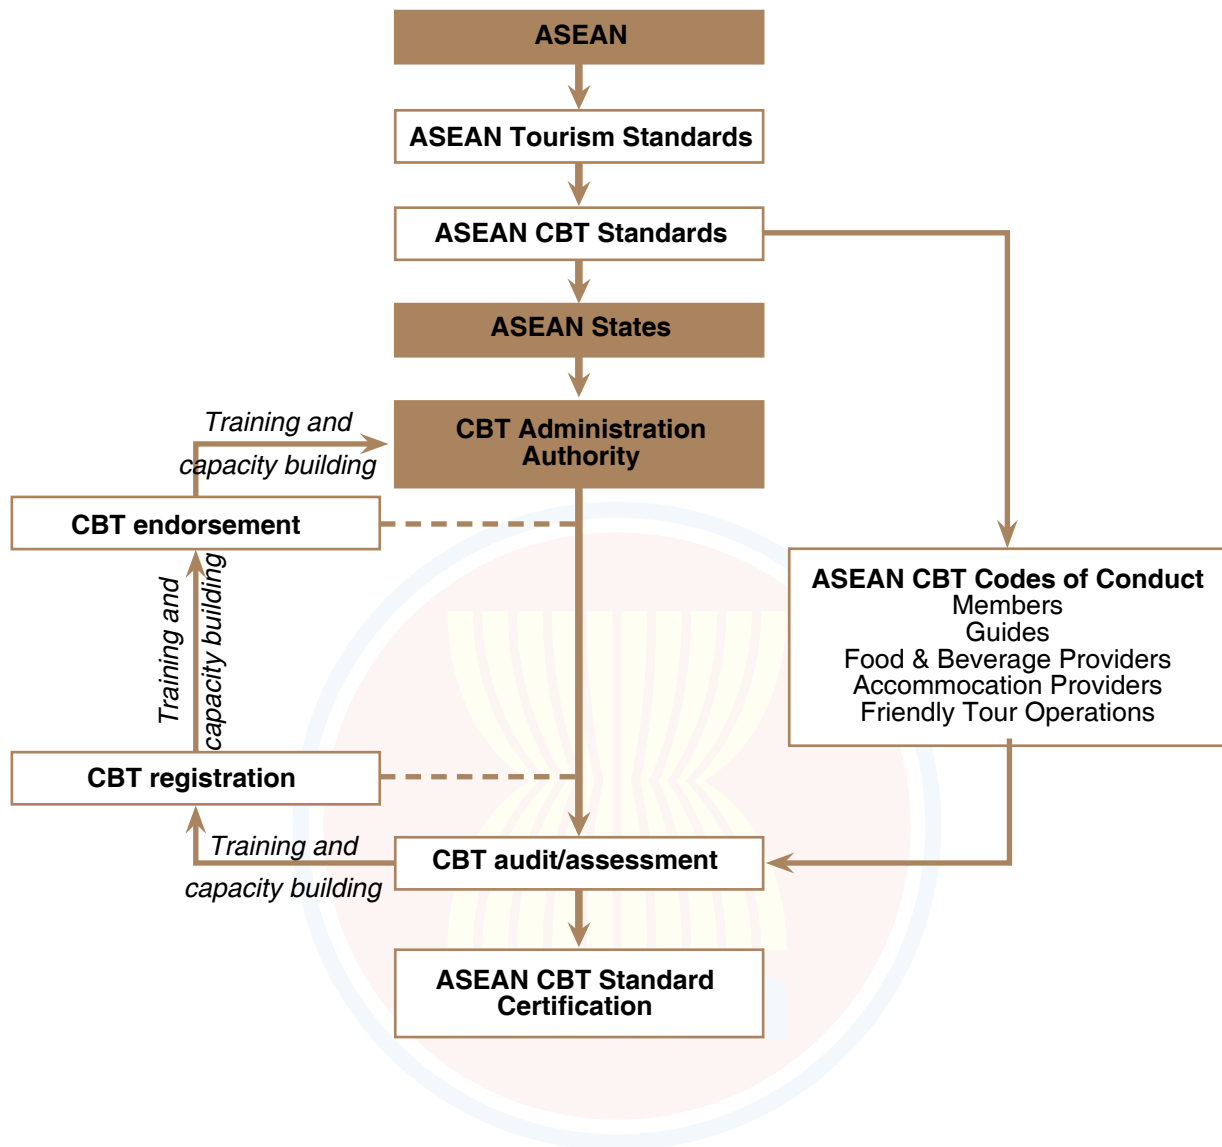 ASEAN
ASEAN Tourism Standards
ASEAN CBT Standards
ASEAN States
CBT Administration
Authority
Training and
capacity building
CBT endorsement
Training and
capacity building
ASEAN CBT Codes of Conduct
Members
Guides
Food & Beverage Providers
Accommocation Providers
Friendly Tour Operations
CBT registration
Training and
capacity building
CBT audit/assessment
ASEAN CBT Standard
Certification